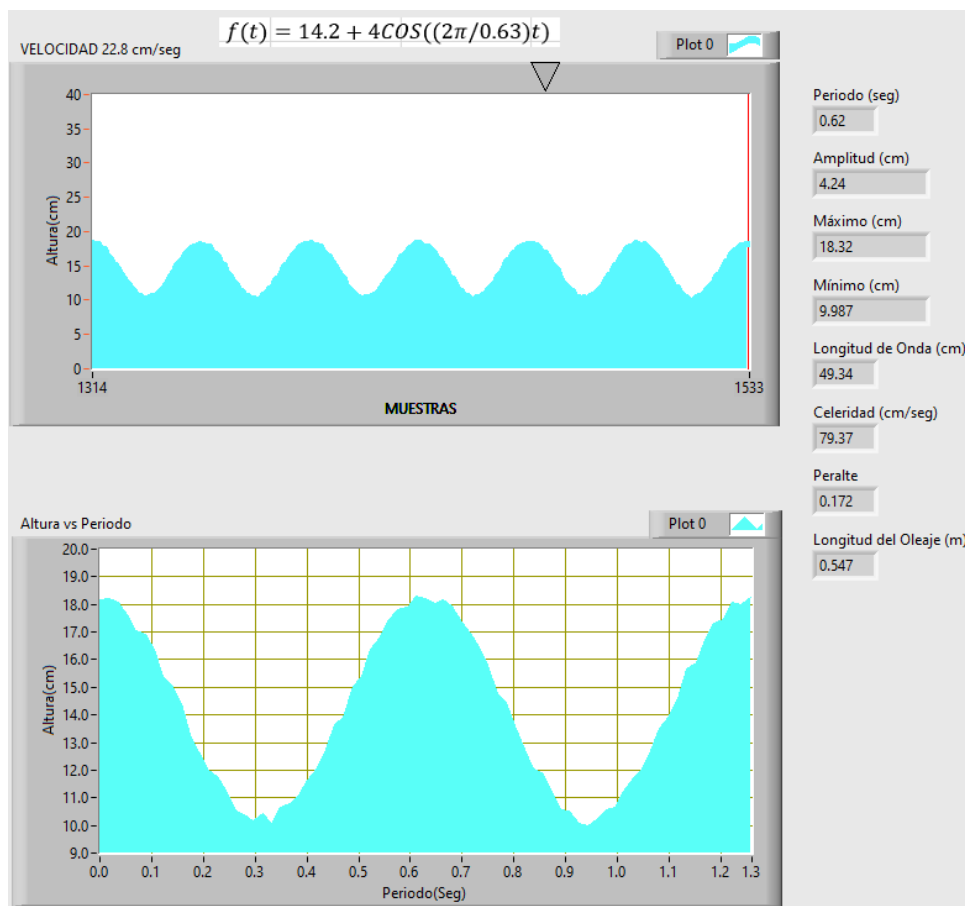 f(t) = 14.2 + 4COS((2π/0.63)t)
VELOCIDAD 22.8 cm/seg
Plot 0
40
35
30
25
20
15
10
5
0
Altura(cm)
1314
1533
MUESTRAS
Periodo (seg)
0.62
Amplitud (cm)
4.24
Máximo (cm)
18.32
Mínimo (cm)
9.987
Longitud de Onda (cm)
49.34
Celeridad (cm/seg)
79.37
Peralte
0.172
Longitud del Oleaje (m)
0.547
Altura vs Periodo
Plot 0
20.0
19.0
18.0
17.0
16.0
15.0
14.0
13.0
12.0
11.0
10.0
9.0
Altura(cm)
0.0 0.1 0.2 0.3 0.4 0.5 0.6 0.7 0.8 0.9 1.0 1.1 1.2 1.3
Periodo(Seg)